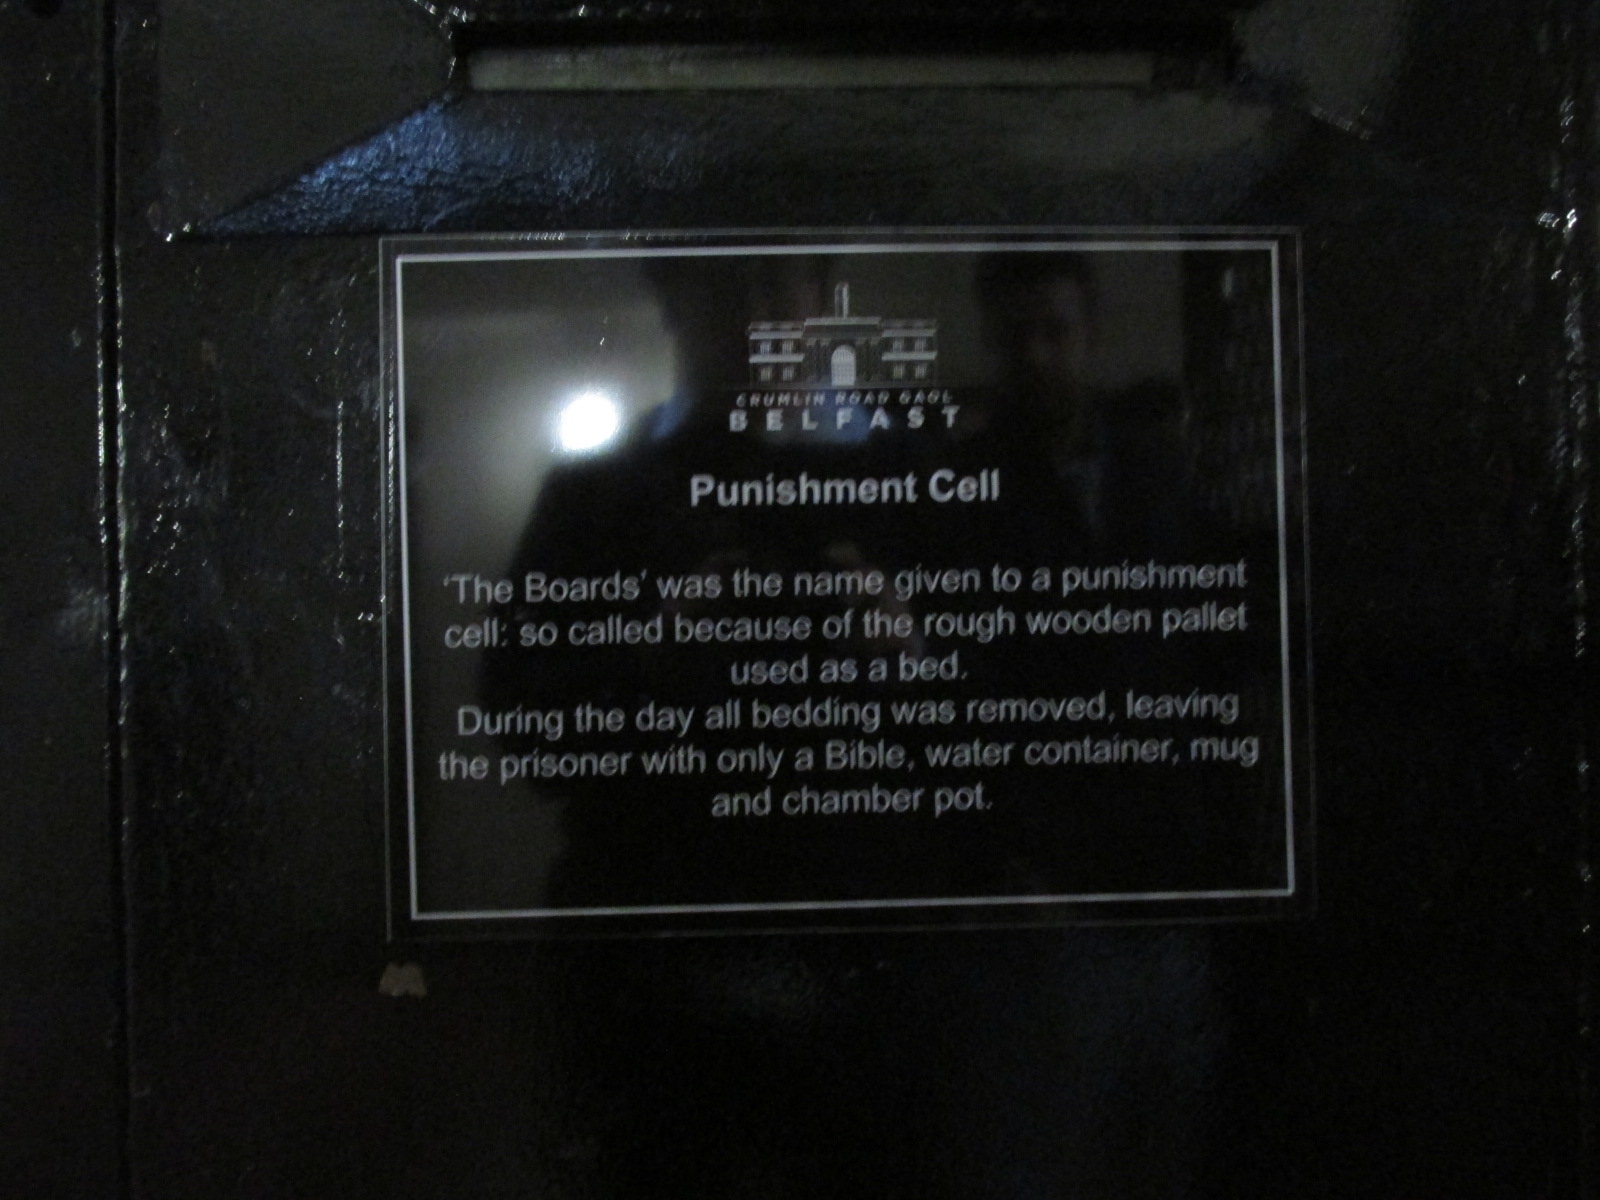 CRUMLIN ROAD GAOL
BELFAST
Punishment Cell
‘The Boards’ was the name given to a punishment
cell: so called because of the rough wooden pallet
used as a bed.
During the day all bedding was removed, leaving
the prisoner with only a Bible, water container, mug
and chamber pot.